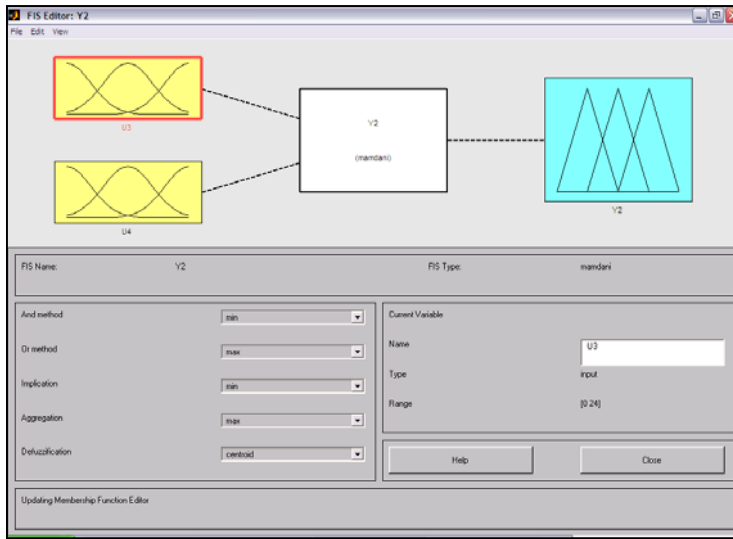 FIS Editor: Y2
File Edit View
U3
U4
Y2
(mamdani)
Y2
FIS Name: Y2 FIS Type: mamdani
And method min
Or method max
Implication min
Aggregation max
Defuzzification centroid
Current Variable
Name U3
Type input
Range [0 24]
Help Close
Updating Membership Function Editor